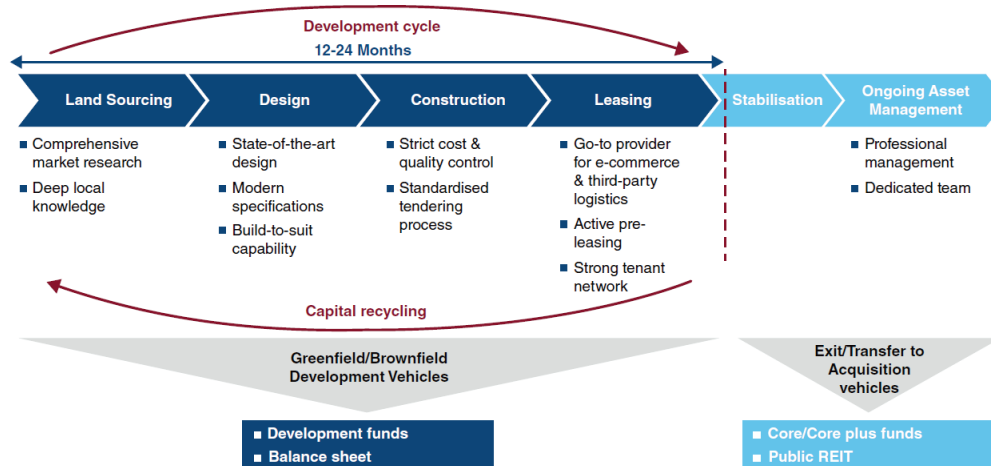 Development cycle
12-24 Months
Land Sourcing
Design
Construction
Leasing
Stabilisation
Ongoing Asset
Management
■ Comprehensive
market research
■ Deep local
knowledge
■ State-of-the-art
design
■ Modern
specifications
■ Build-to-suit
capability
■ Strict cost &
quality control
■ Standardised
tendering
process
■ Go-to provider
for e-commerce
& third-party
logistics
■ Active pre-
leasing
■ Strong tenant
network
■ Professional
management
■ Dedicated team
Capital recycling
Greenfield/Brownfield
Development Vehicles
■ Development funds
■ Balance sheet
Exit/Transfer to
Acquisition
vehicles
■ Core/Core plus funds
■ Public REIT